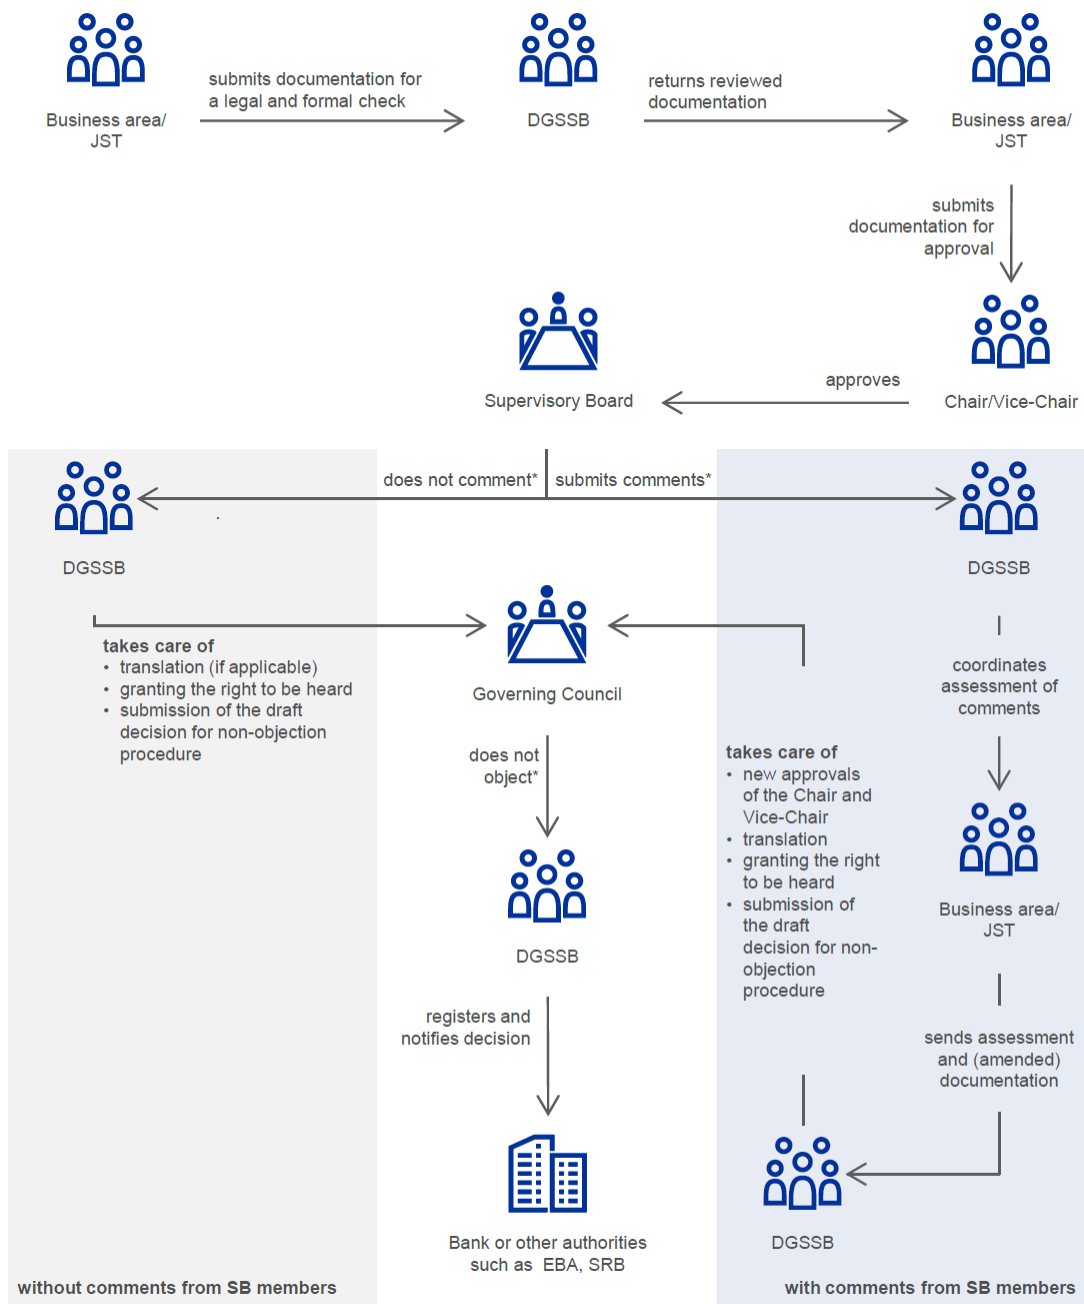 submits documentation for
a legal and formal check
returns reviewed
documentation
Business area/
JST
DGSSB
Business area/
JST
submits
documentation for
approval
approves
Supervisory Board
Chair/Vice-Chair
does not comment*
submits comments*
DGSSB
DGSSB
takes care of
• translation (if applicable)
• granting the right to be heard
• submission of the draft
decision for non-objection
procedure
Governing Council
coordinates
assessment of
comments
does not
object*
takes care of
• new approvals
of the Chair and
Vice-Chair
• translation
• granting the right
to be heard
• submission of
the draft
decision for non-
objection
procedure
Business area/
JST
DGSSB
registers and
notifies decision
sends assessment
and (amended)
documentation
DGSSB
Bank or other authorities
such as EBA, SRB
without comments from SB members
with comments from SB members